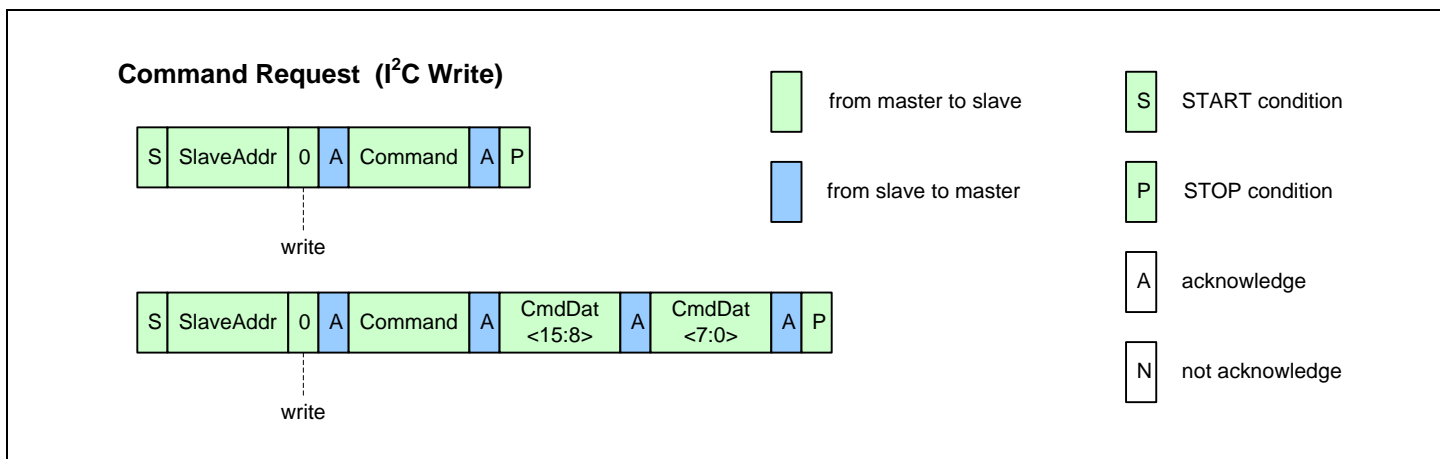 Command Request (I²C Write)
S SlaveAddr 0 A Command A P
write
S SlaveAddr 0 A Command A CmdDat <15:8> A CmdDat <7:0> A P
write
from master to slave
from slave to master
S START condition
P STOP condition
A acknowledge
N not acknowledge